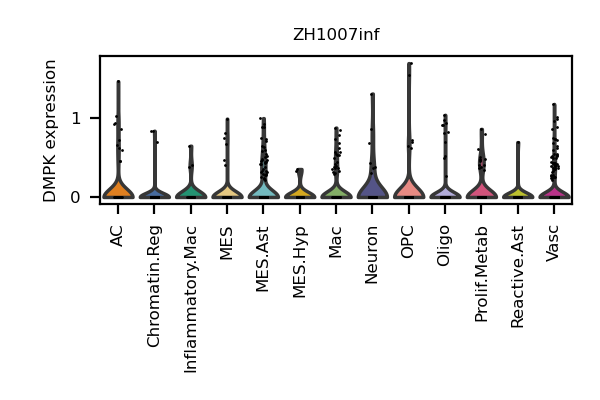 ZH1007inf
DMPK expression
1
0
AC
Chromatin.Reg
Inflammatory.Mac
MES
MES.Ast
MES.Hyp
Mac
Neuron
OPC
Oligo
Prolif.Metab
Reactive.Ast
Vasc